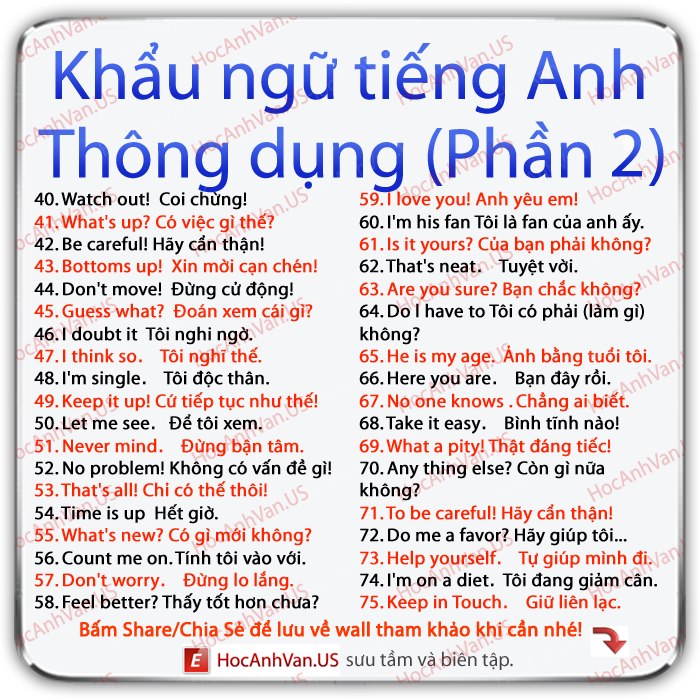 Khẩu ngữ tiếng Anh
Thông dụng (Phần 2)
40. Watch out! Coi chừng!
41. What's up? Có việc gì thế?
42. Be careful! Hãy cẩn thận!
43. Bottoms up! Xin mời cạn chén!
44. Don't move! Đừng cử động!
45. Guess what? Đoán xem cái gì?
46. I doubt it Tôi nghi ngờ.
47. I think so. Tôi nghĩ thế.
48. I'm single. Tôi độc thân.
49. Keep it up! Cứ tiếp tục như thế!
50. Let me see. Để tôi xem.
51. Never mind. Đừng bận tâm.
52. No problem! Không có vấn đề gì!
53. That's all! Chỉ có thế thôi!
54. Time is up Hết giờ.
55. What's new? Có gì mới không?
56. Count me on. Tính tôi vào với.
57. Don't worry. Đừng lo lắng.
58. Feel better? Thấy tốt hơn chưa?
59. I love you! Anh yêu em!
60. I'm his fan Tôi là fan của anh ấy.
61. Is it yours? Của bạn phải không?
62. That's neat. Tuyệt vời.
63. Are you sure? Bạn chắc không?
64. Do I have to Tôi có phải (làm gì)
không?
65. He is my age. Anh bằng tuổi tôi.
66. Here you are. Bạn đây rồi.
67. No one knows . Chẳng ai biết.
68. Take it easy. Bình tĩnh nào!
69. What a pity! Thật đáng tiếc!
70. Any thing else? Còn gì nữa
không?
71. To be careful! Hãy cẩn thận!
72. Do me a favor? Hãy giúp tôi...
73. Help yourself. Tự giúp mình đi.
74. I'm on a diet. Tôi đang giảm cân.
75. Keep in Touch. Giữ liên lạc.
Bấm Share/Chia Sẻ để lưu về wall tham khảo khi cần nhé!
E HocAnhVan.US sưu tầm và biên tập.